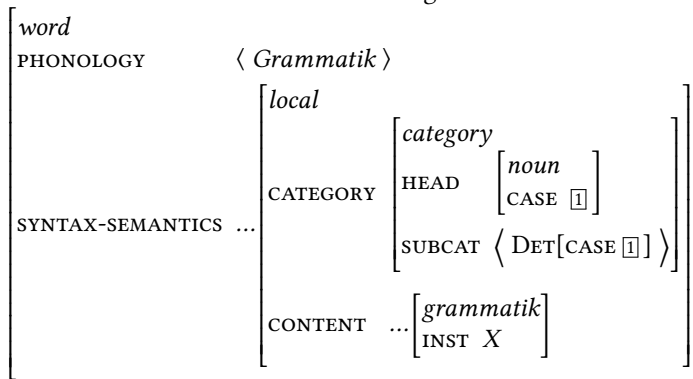 word
PHONOLOGY ⟨ Grammatik ⟩
local
category
HEAD noun
CASE 1
CATEGORY
SUBCAT ⟨ DET[CASE 1] ⟩
SYNTAX-SEMANTICS ...
CONTENT ... grammatik
INST X